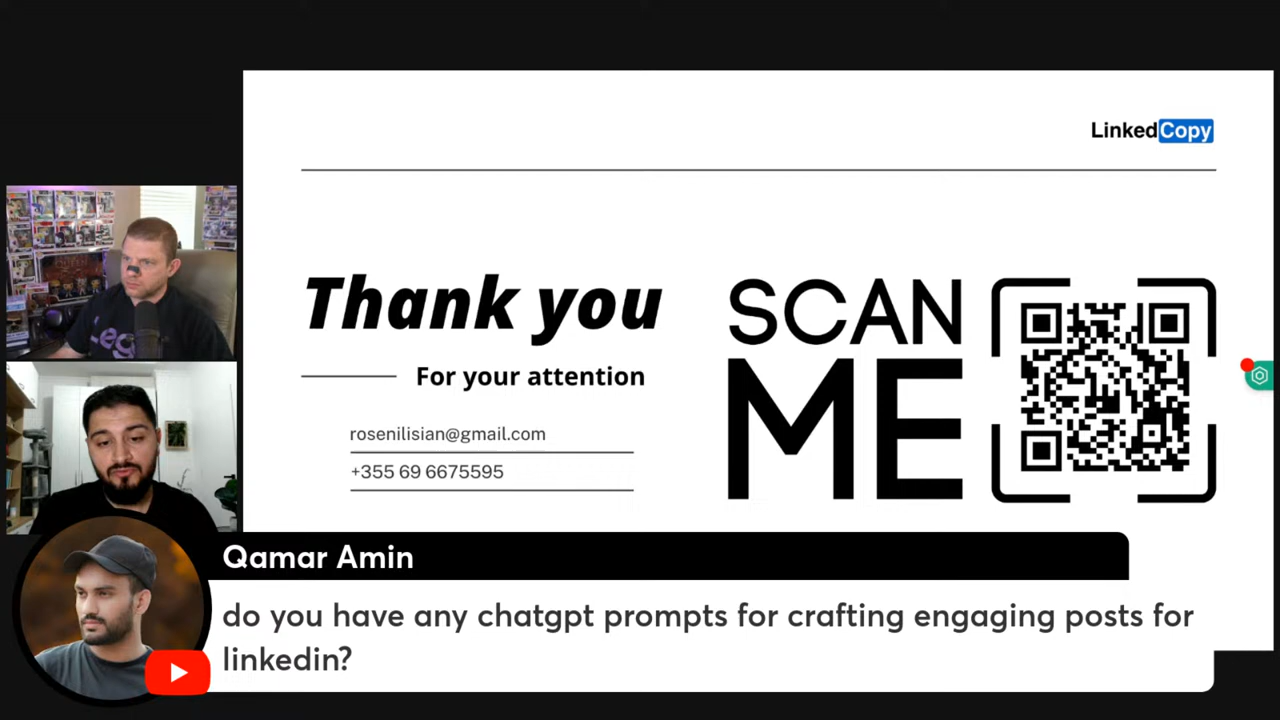 LinkedCopy
Thank you
For your attention
rosenilisian@gmail.com
+355 69 6675595
SCAN
ME
Qamar Amin
do you have any chatgpt prompts for crafting engaging posts for
linkedin?